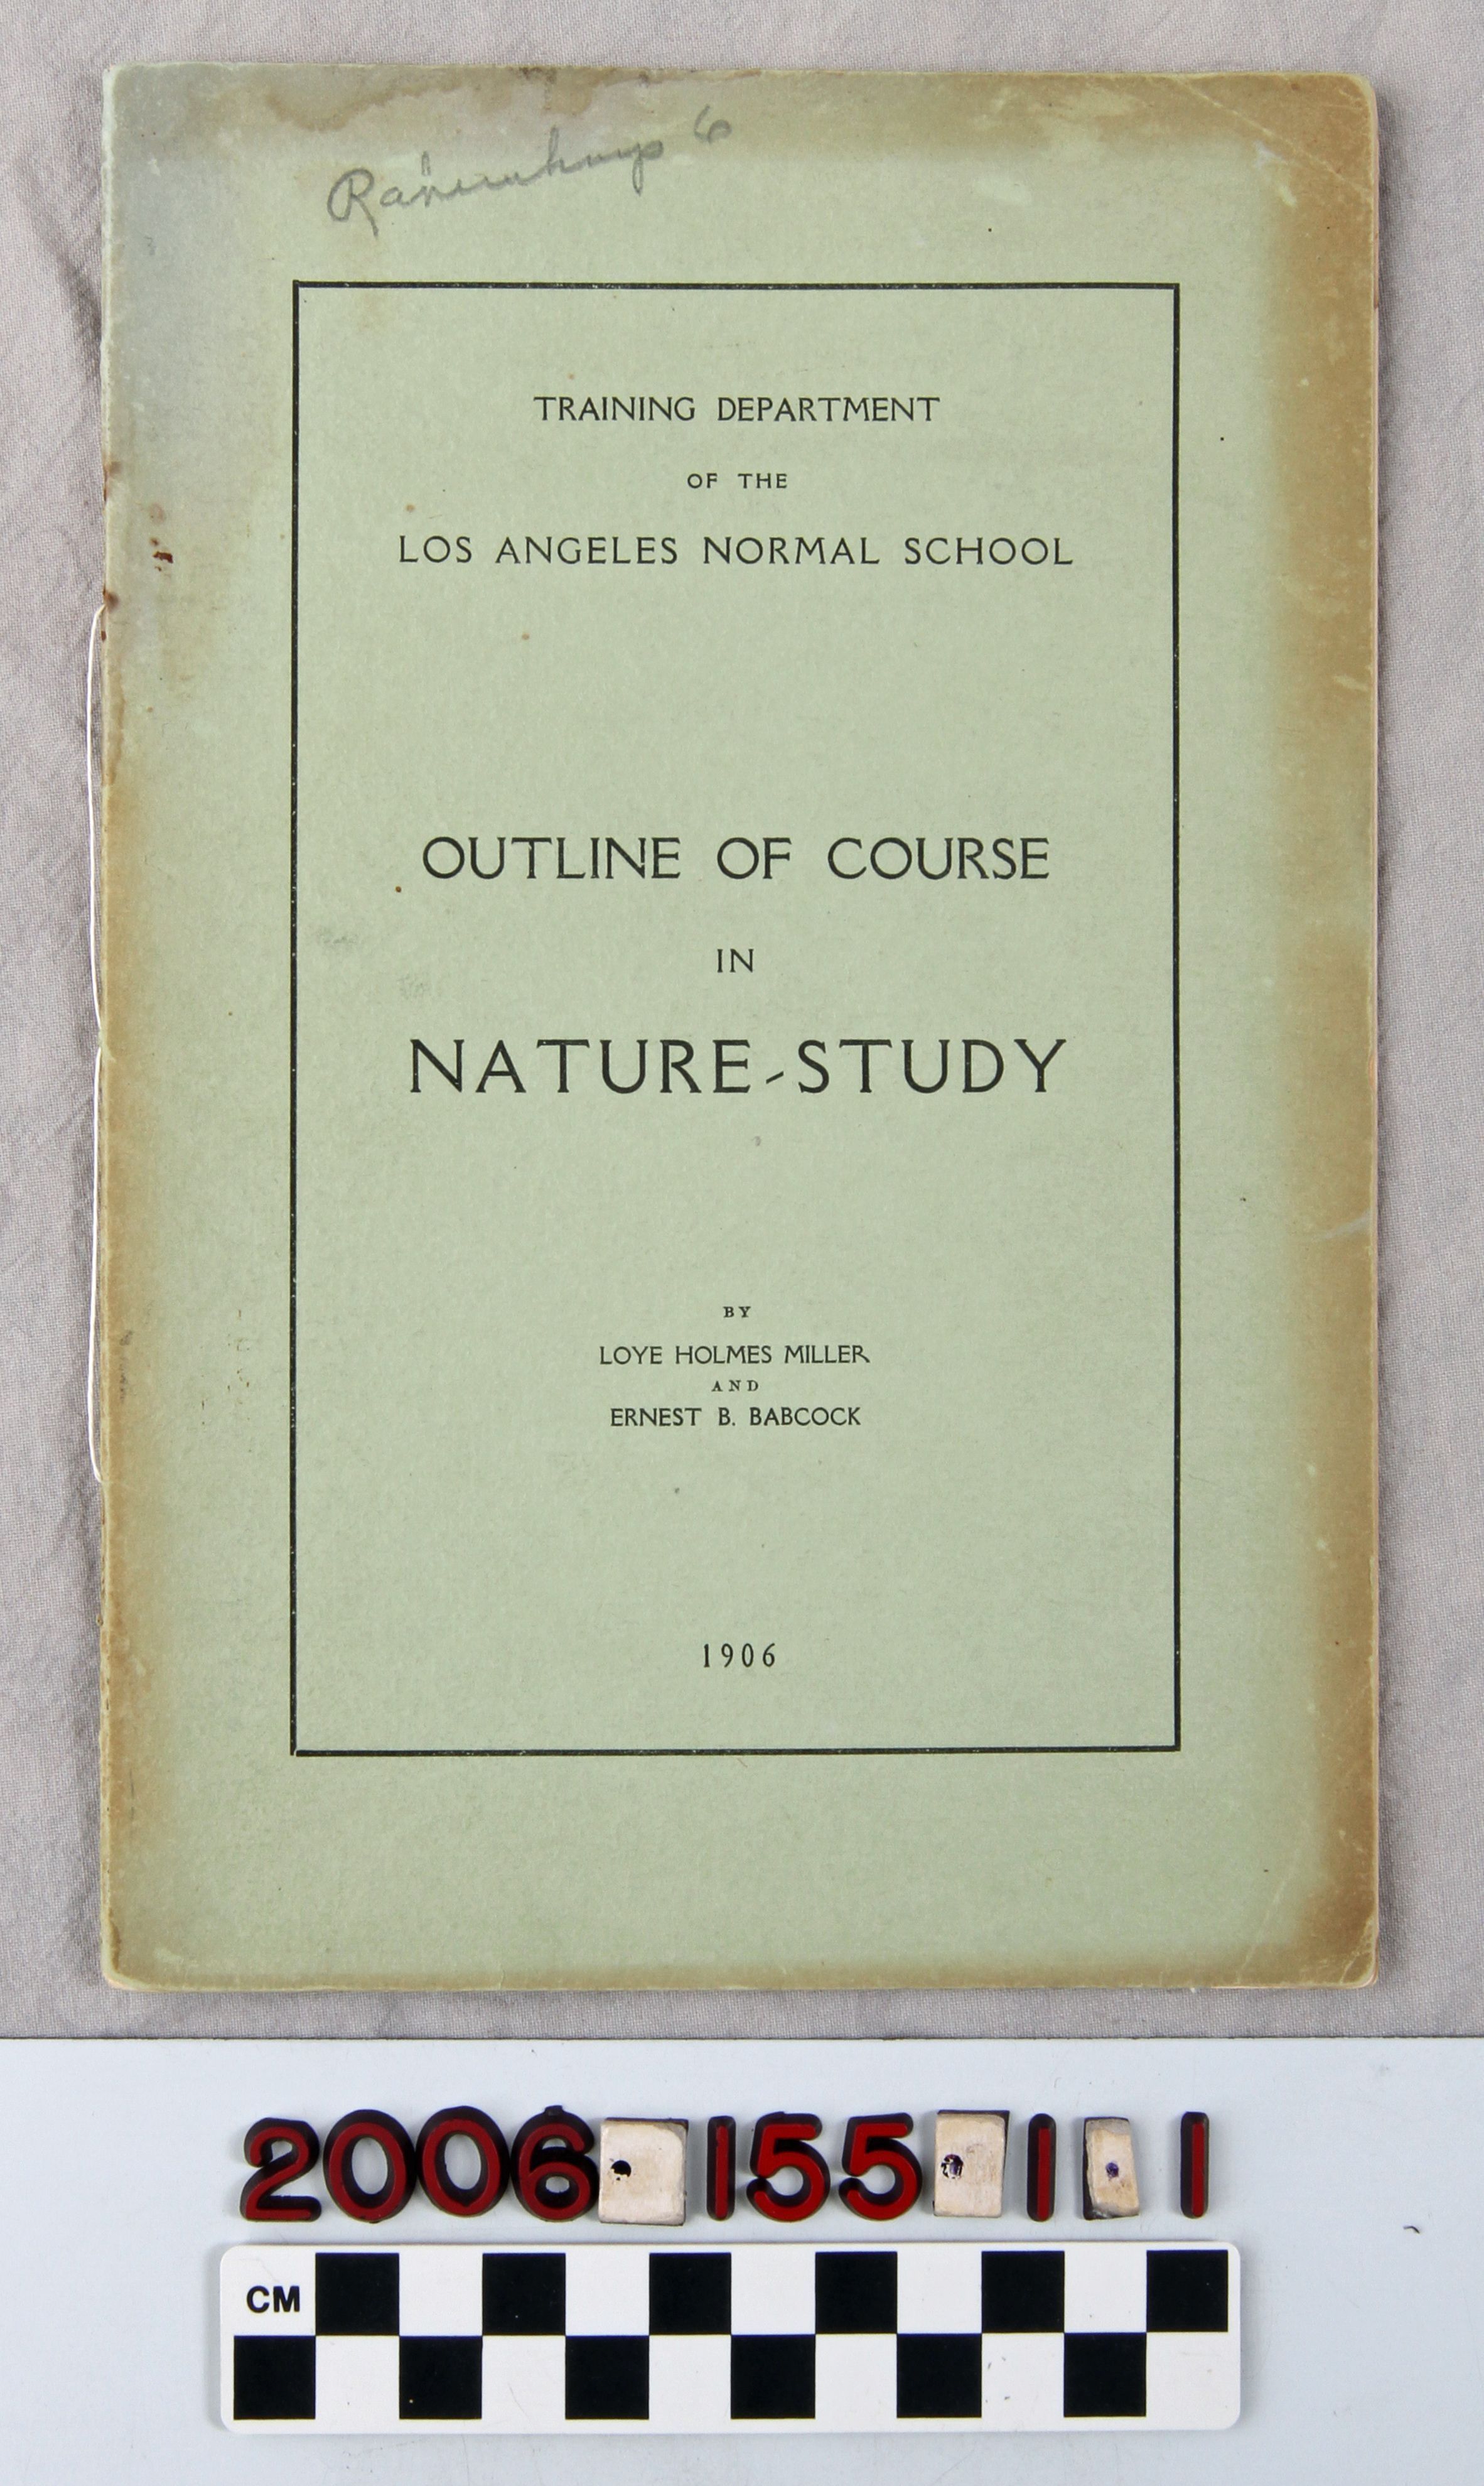 TRAINING DEPARTMENT
OF THE
LOS ANGELES NORMAL SCHOOL
OUTLINE OF COURSE
IN
NATURE-STUDY
BY
LOYE HOLMES MILLER
AND
ERNEST B. BABCOCK
1906
2006.155.1.1
CM